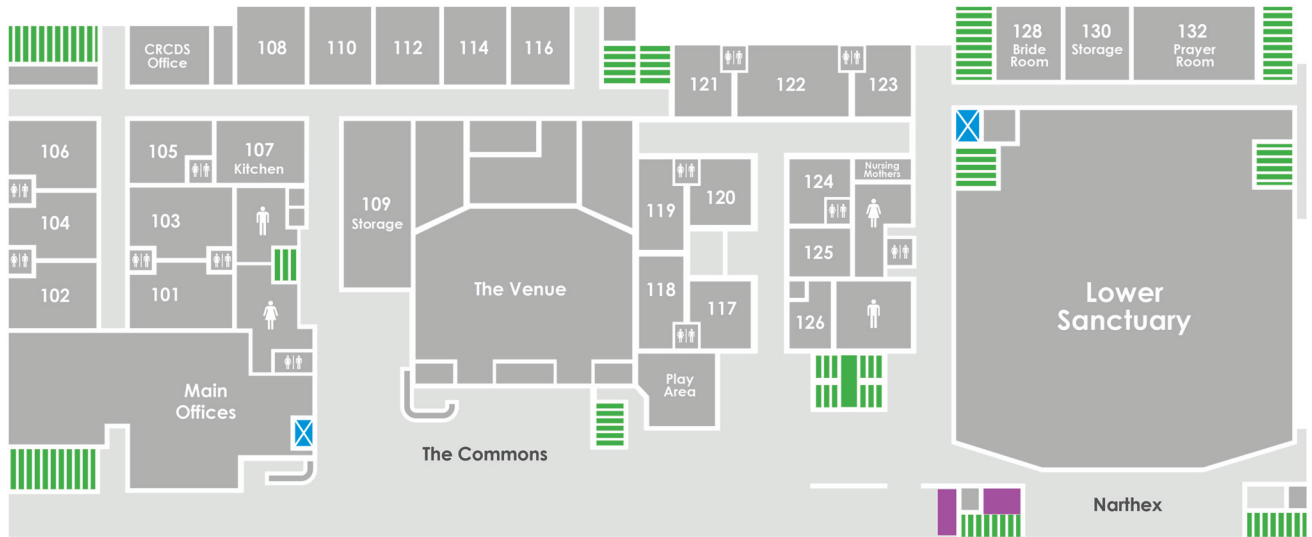 CRCDS
Office
108
110
112
114
116
128
Bride
Room
130
Storage
132
Prayer
Room
121
122
123
106
105
107
Kitchen
104
103
102
101
109
Storage
119
120
124
Nursing
Mothers
125
The Venue
118
117
126
Lower
Sanctuary
Play
Area
Main
Offices
The Commons
Narthex